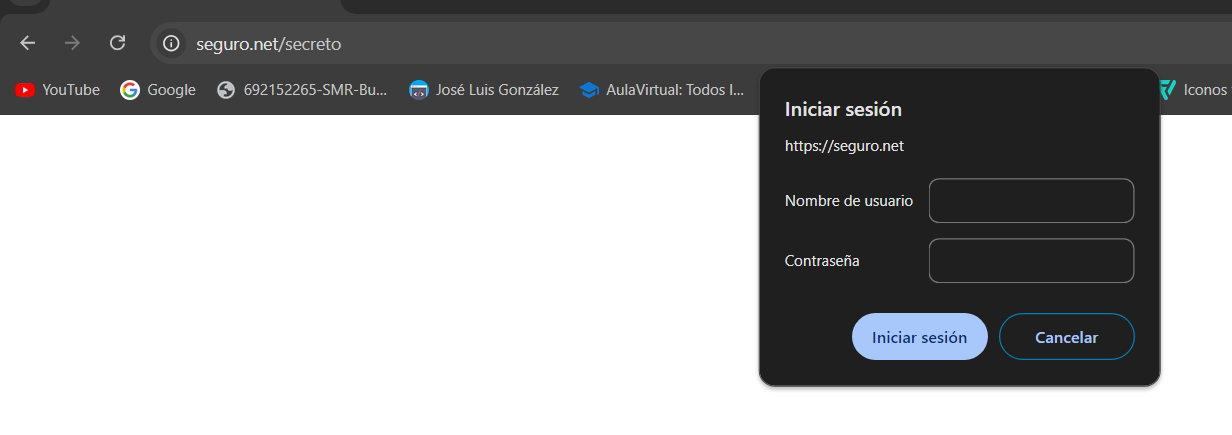 seguro.net/secreto
YouTube
Google
692152265-SMR-Bu...
José Luis González
AulaVirtual: Todos l...
Iconos
Iniciar sesión
https://seguro.net
Nombre de usuario
Contraseña
Iniciar sesión
Cancelar